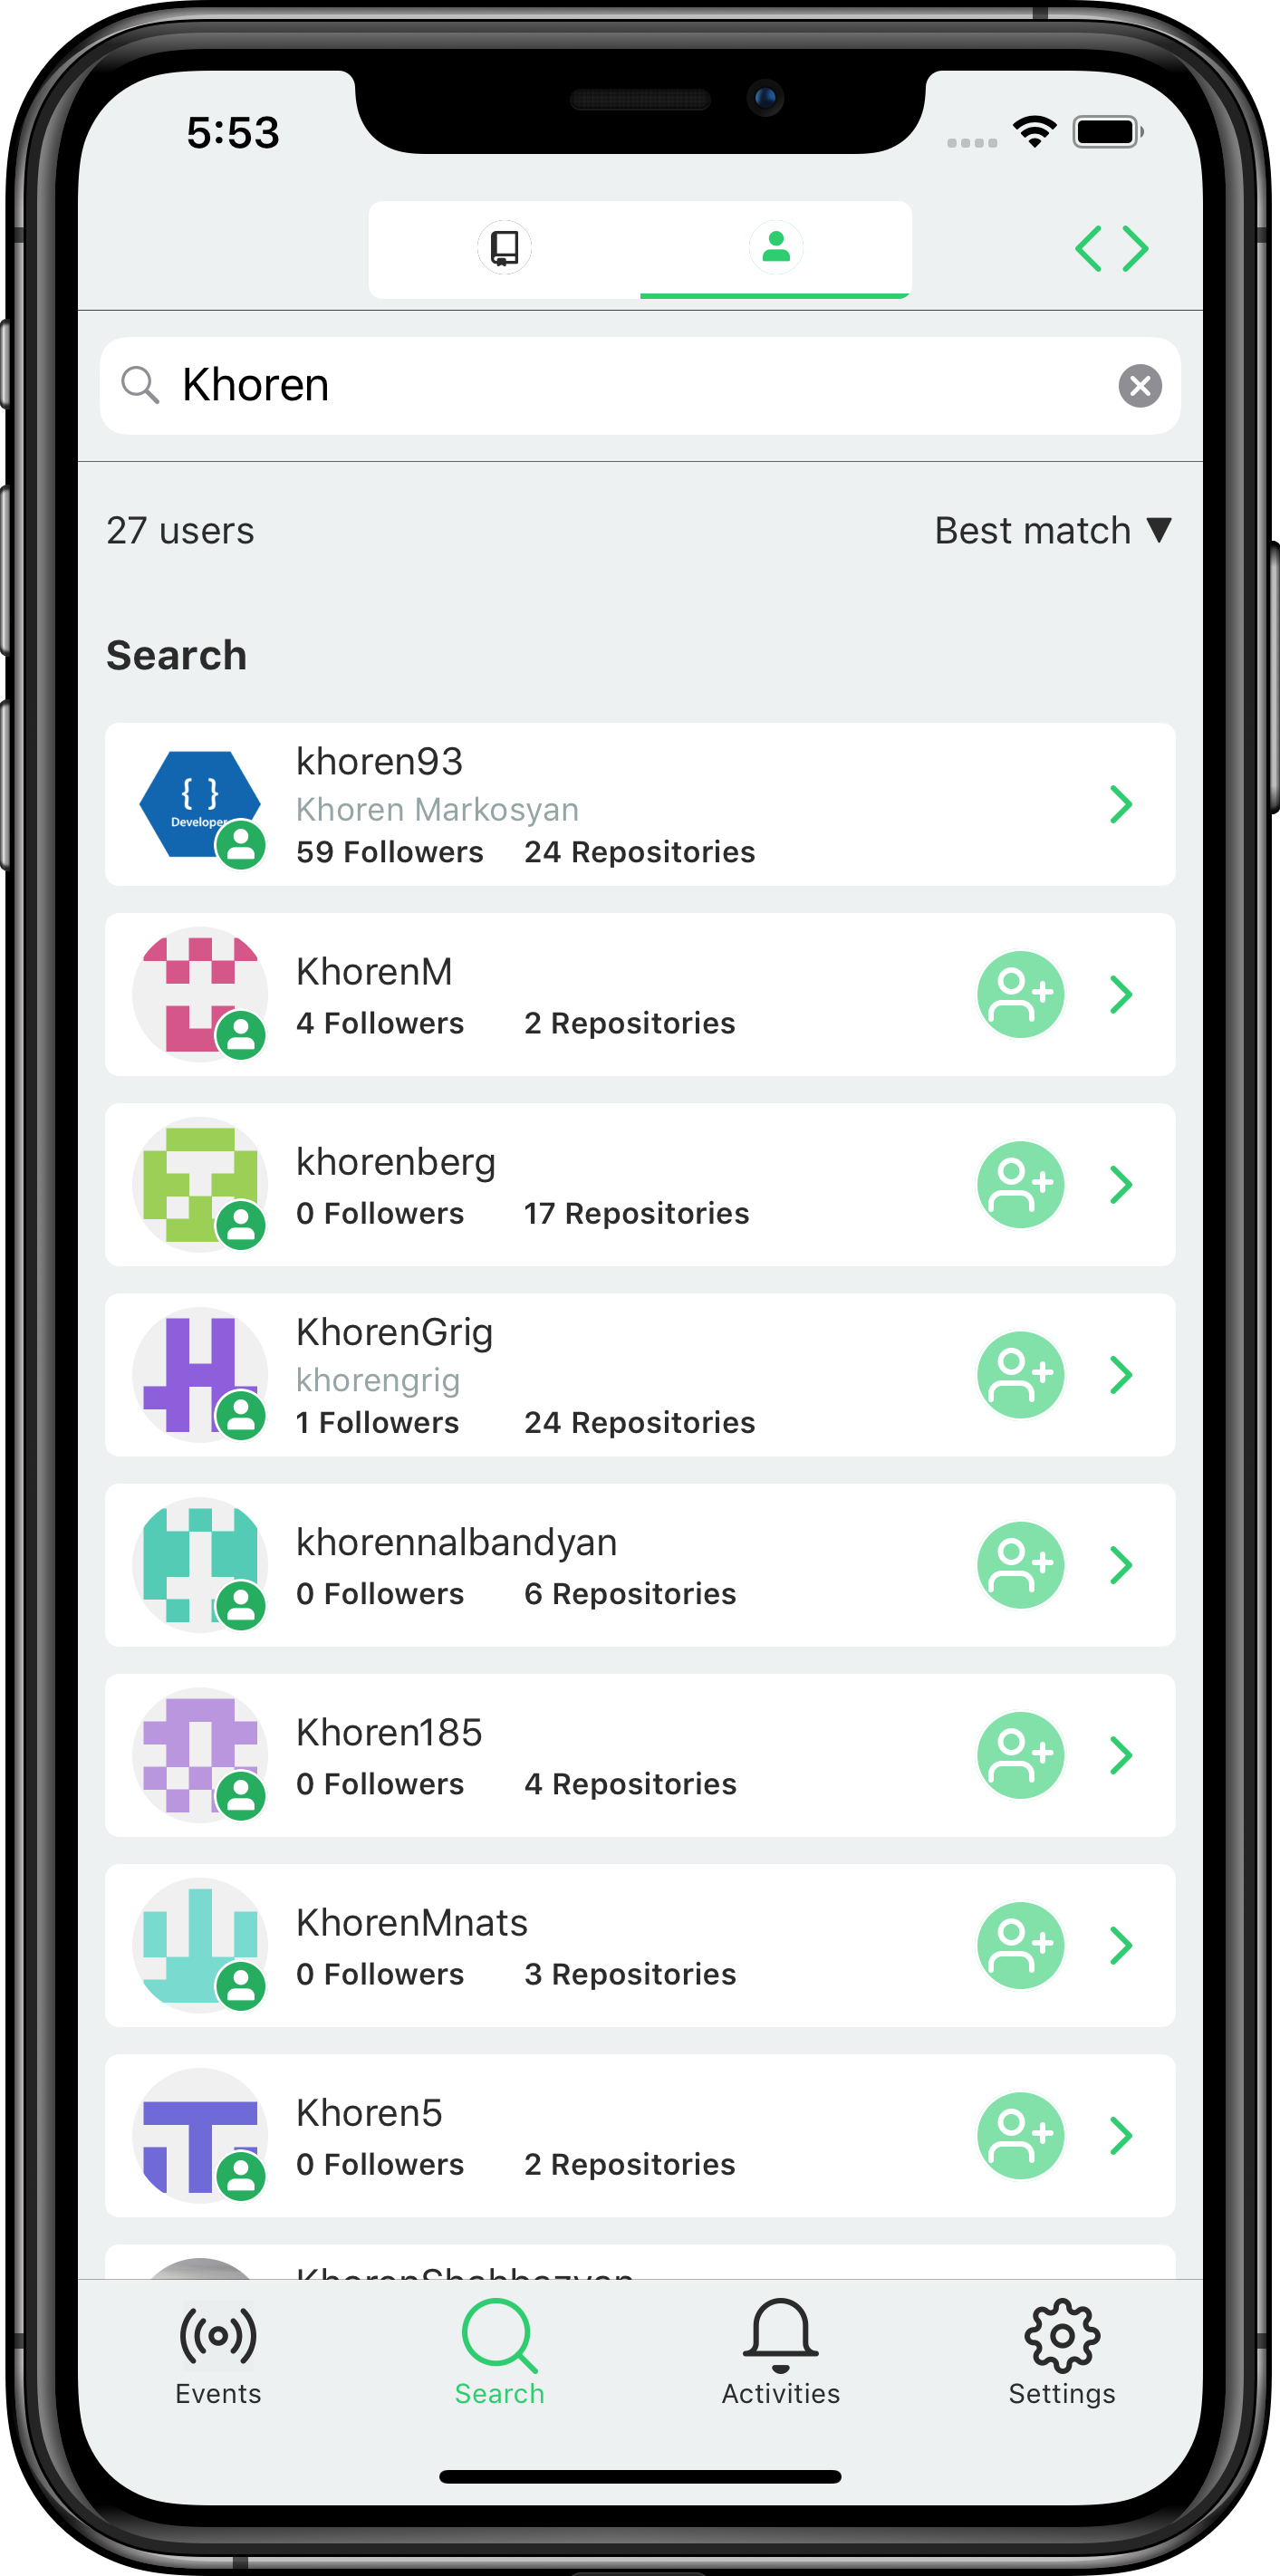 5:53
Khoren
27 users
Best match ▼
Search
{ }
Developer
khoren93
Khoren Markosyan
59 Followers 24 Repositories
KhorenM
4 Followers 2 Repositories
khorenberg
0 Followers 17 Repositories
KhorenGrig
khorengrig
1 Followers 24 Repositories
khorennalbandyan
0 Followers 6 Repositories
Khoren185
0 Followers 4 Repositories
KhorenMnats
0 Followers 3 Repositories
Khoren5
0 Followers 2 Repositories
Events
Search
Activities
Settings